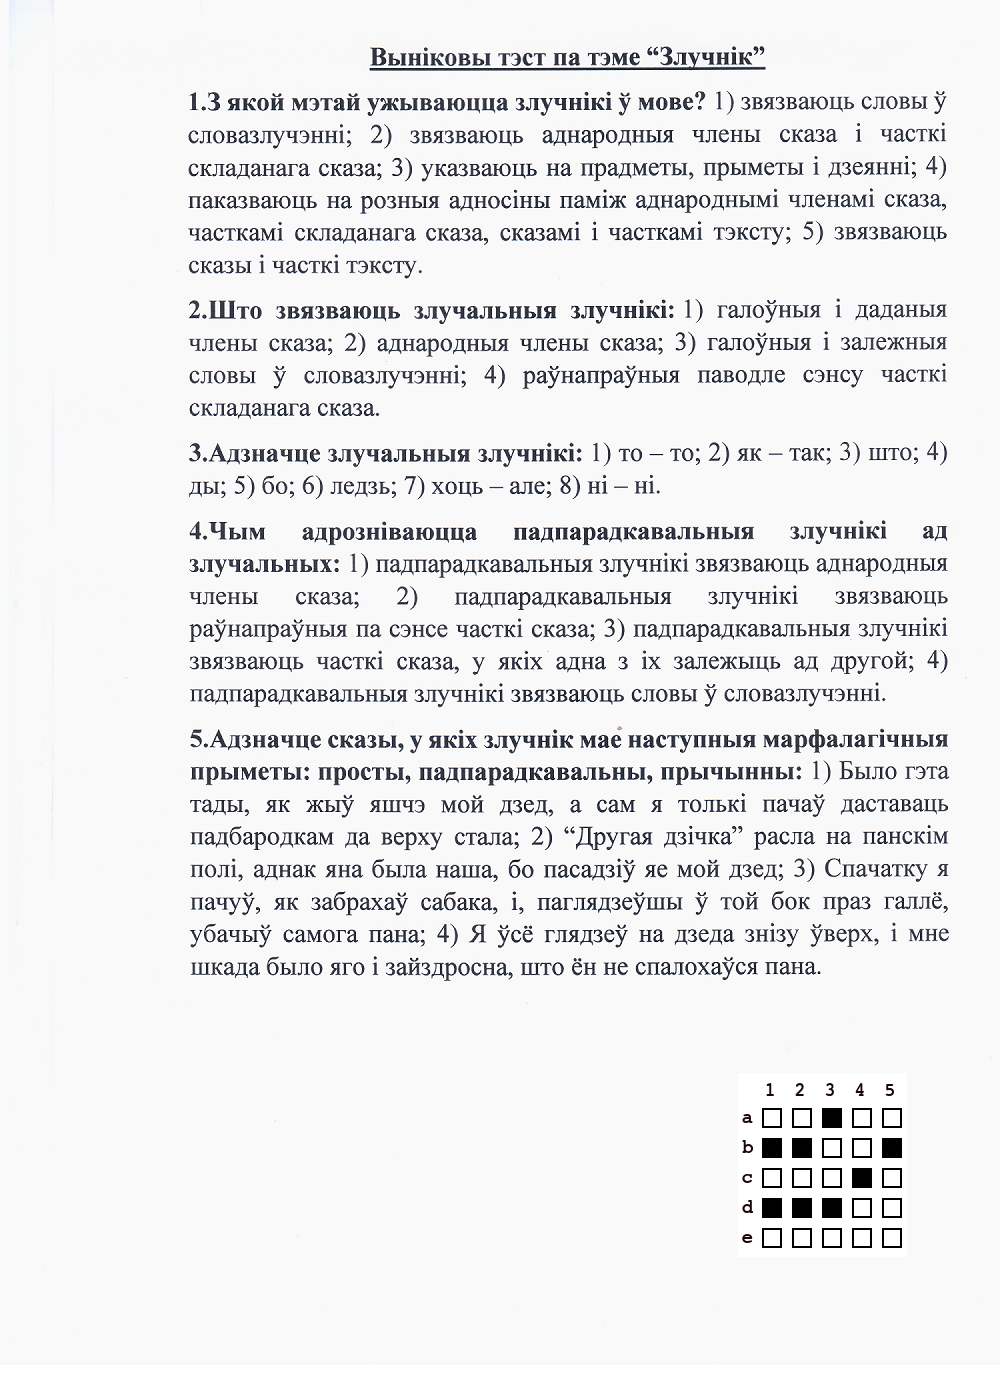 Выніковы тэст па тэме “Злучнік”
1.З якой мэтай ужываюцца злучнікі ў мове? 1) звязваюць словы ў
словазлучэнні; 2) звязваюць аднародныя члены сказа і часткі
складанага сказа; 3) указваюць на прадметы, прыметы і дзеянні; 4)
паказваюць на розныя адносіны паміж аднароднымі членамі сказа,
часткамі складанага сказа, сказамі і часткамі тэксту; 5) звязваюць
сказы і часткі тэксту.
2.Што звязваюць злучальныя злучнікі: 1) галоўныя і даданыя
члены сказа; 2) аднародныя члены сказа; 3) галоўныя і залежныя
словы ў словазлучэнні; 4) раўнапраўныя паводле сэнсу часткі
складанага сказа.
3.Адзначце злучальныя злучнікі: 1) то – то; 2) як – так; 3) што; 4)
ды; 5) бо; 6) ледзь; 7) хоць – але; 8) ні – ні.
4.Чым адрозніваюцца падпарадкавальныя злучнікі ад
злучальных: 1) падпарадкавальныя злучнікі звязваюць аднародныя
члены сказа; 2) падпарадкавальныя злучнікі звязваюць
раўнапраўныя па сэнсе часткі сказа; 3) падпарадкавальныя злучнікі
звязваюць часткі сказа, у якіх адна з іх залежыць ад другой; 4)
падпарадкавальныя злучнікі звязваюць словы ў словазлучэнні.
5.Адзначце сказы, у якіх злучнік мае наступныя марфалагічныя
прыметы: просты, падпарадкавальны, прычынны: 1) Было гэта
тады, як жыў яшчэ мой дзед, а сам я толькі пачаў даставаць
падбародкам да верху стала; 2) “Другая дзічка” расла на панскім
полі, аднак яна была наша, бо пасадзіў яе мой дзед; 3) Спачатку я
пачуў, як забрахаў сабака, і, паглядзеўшы ў той бок праз галлё,
убачыў самога пана; 4) Я ўсё глядзеў на дзеда знізу ўверх, і мне
шкада было яго і зайздросна, што ён не спалохаўся пана.
1 2 3 4 5
a
b
c
d
e